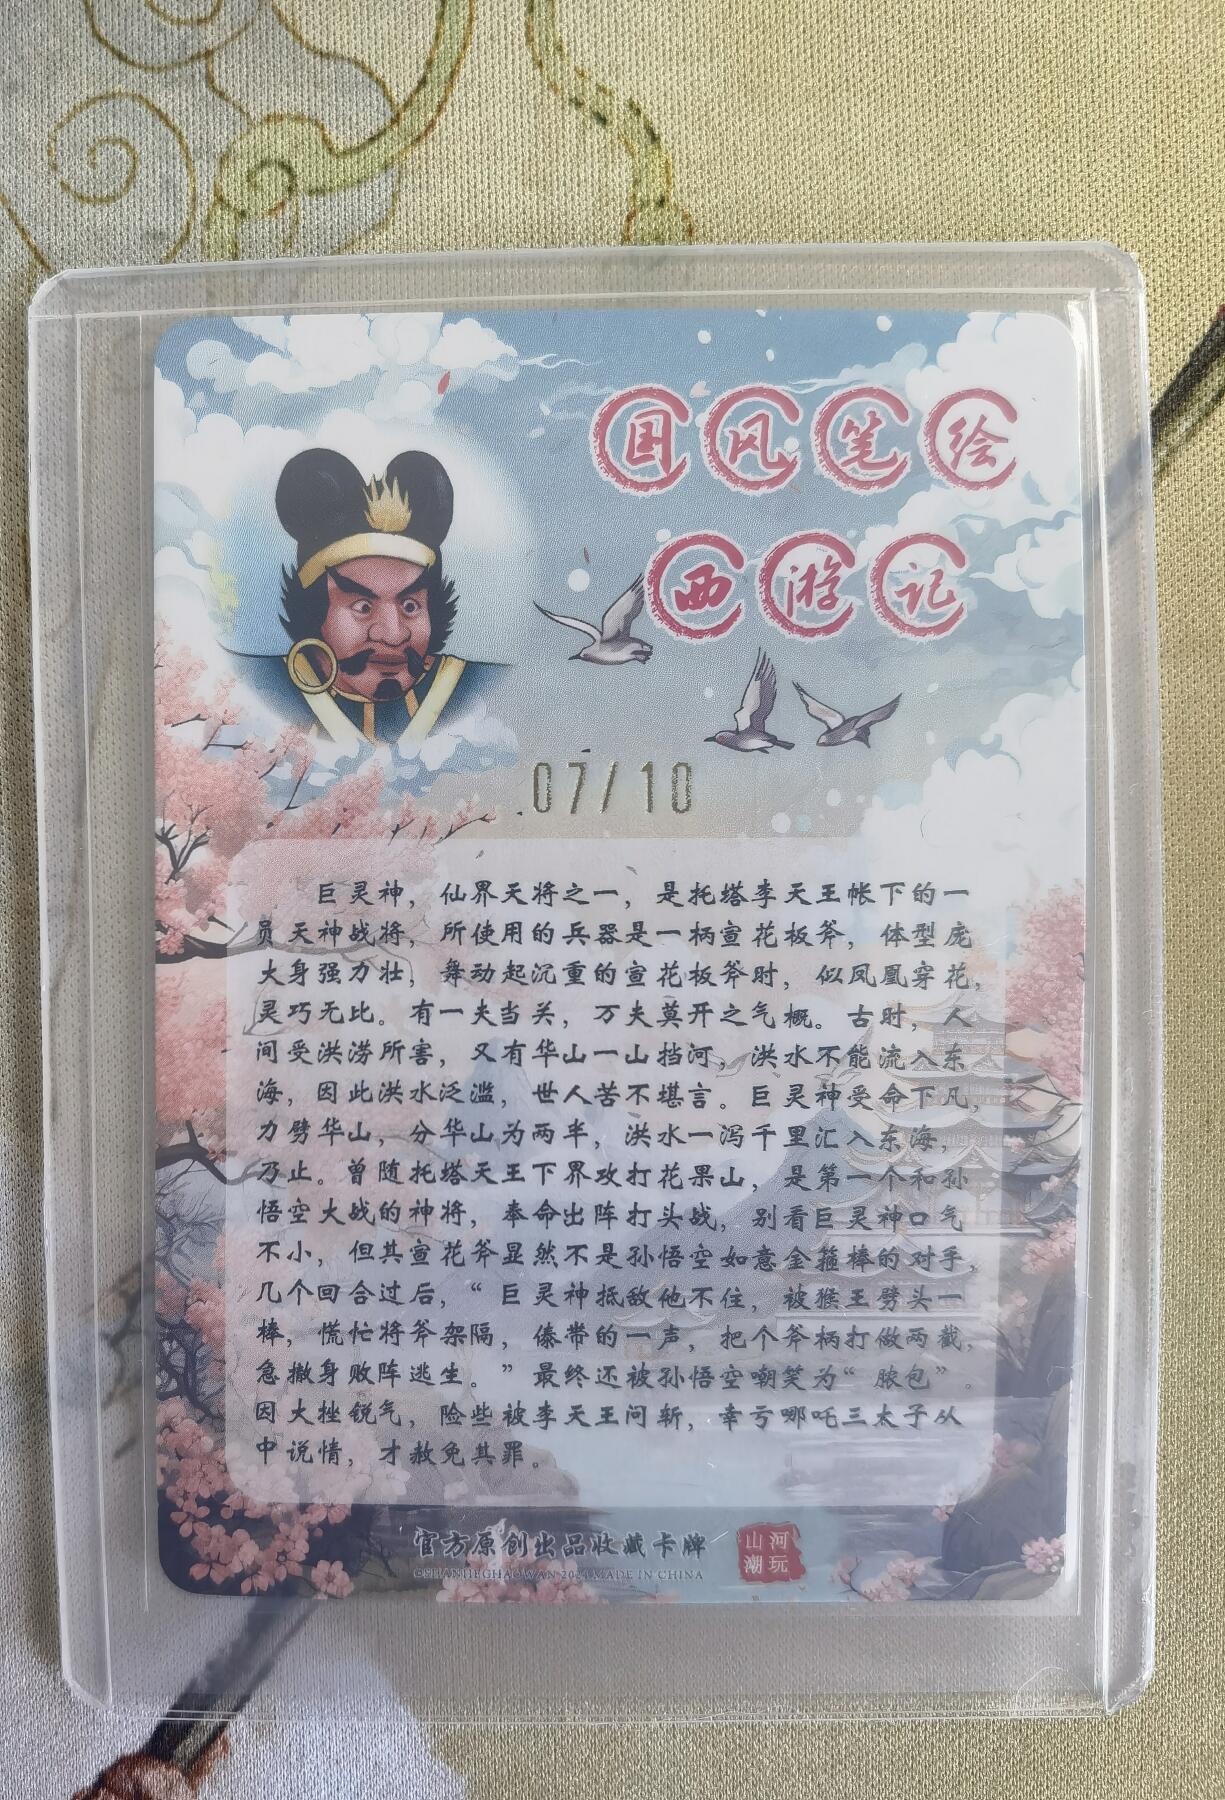 国风笔绘
西游记
07/10
巨灵神，仙界天将之一，是托塔李天王帐下的一
员天神战将，所使用的兵器是一柄宣花板斧，体型庞
大身强力壮，舞动起沉重的宣花板斧时，似凤凰穿花，
灵巧无比。有一夫当关，万夫莫开之气概。古时，人
间受洪涝所害，又有华山一山挡河，洪水不能流入东
海，因此洪水泛滥，世人苦不堪言。巨灵神受命下凡，
力劈华山，分华山为两半，洪水一泻千里汇入东海，
乃止。曾随托塔天王下界攻打花果山，是第一个和孙
悟空大战的神将，奉命出阵打头战，别看巨灵神口气
不小，但其宣花斧显然不是孙悟空如意金箍棒的对手，
几个回合过后，“巨灵神抵敌他不住，被猴王劈头一
棒，慌忙将斧架隔，傣带的一声，把个斧柄打做两截，
急撤身败阵逃生。”最终还被孙悟空嘲笑为“脓包”。
因大挫锐气，险些被李天王问斩，幸亏哪吒三太子从
中说情，才赦免其罪。
官方原创出品收藏卡牌
山河
潮玩
MADE IN CHINA